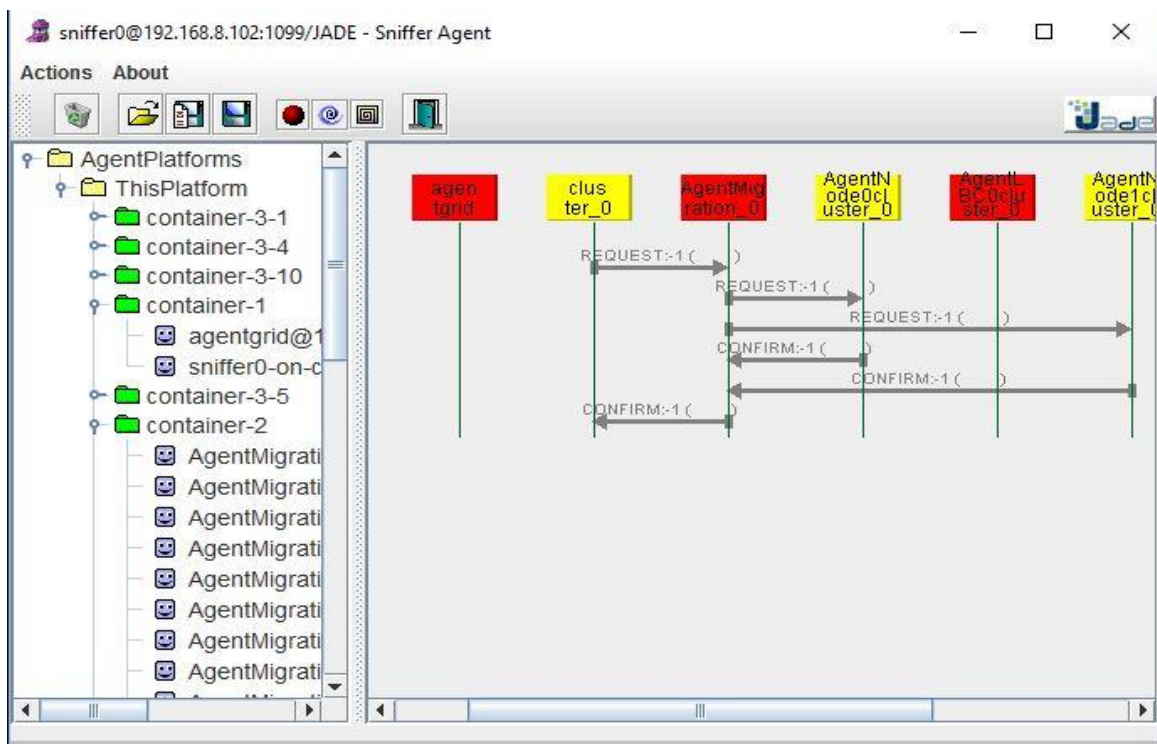 sniffer0@192.168.8.102:1099/JADE - Sniffer Agent
Actions About
Jade
AgentPlatforms
ThisPlatform
container-3-1
container-3-4
container-3-10
container-1
agentgrid@1
sniffer0-on-c
container-3-5
container-2
AgentMigrati
AgentMigrati
AgentMigrati
AgentMigrati
AgentMigrati
AgentMigrati
AgentMigrati
AgentMigrati
agen
tgrid
clus
ter_0
AgentMig
ration_0
AgentN
ode0cl
uster_0
AgentL
BC0clu
ster_0
AgentN
ode1cl
uster_0
REQUEST:-1 ( )
REQUEST:-1 ( )
REQUEST:-1 ( )
CONFIRM:-1 ( )
CONFIRM:-1 ( )
CONFIRM:-1 ( )